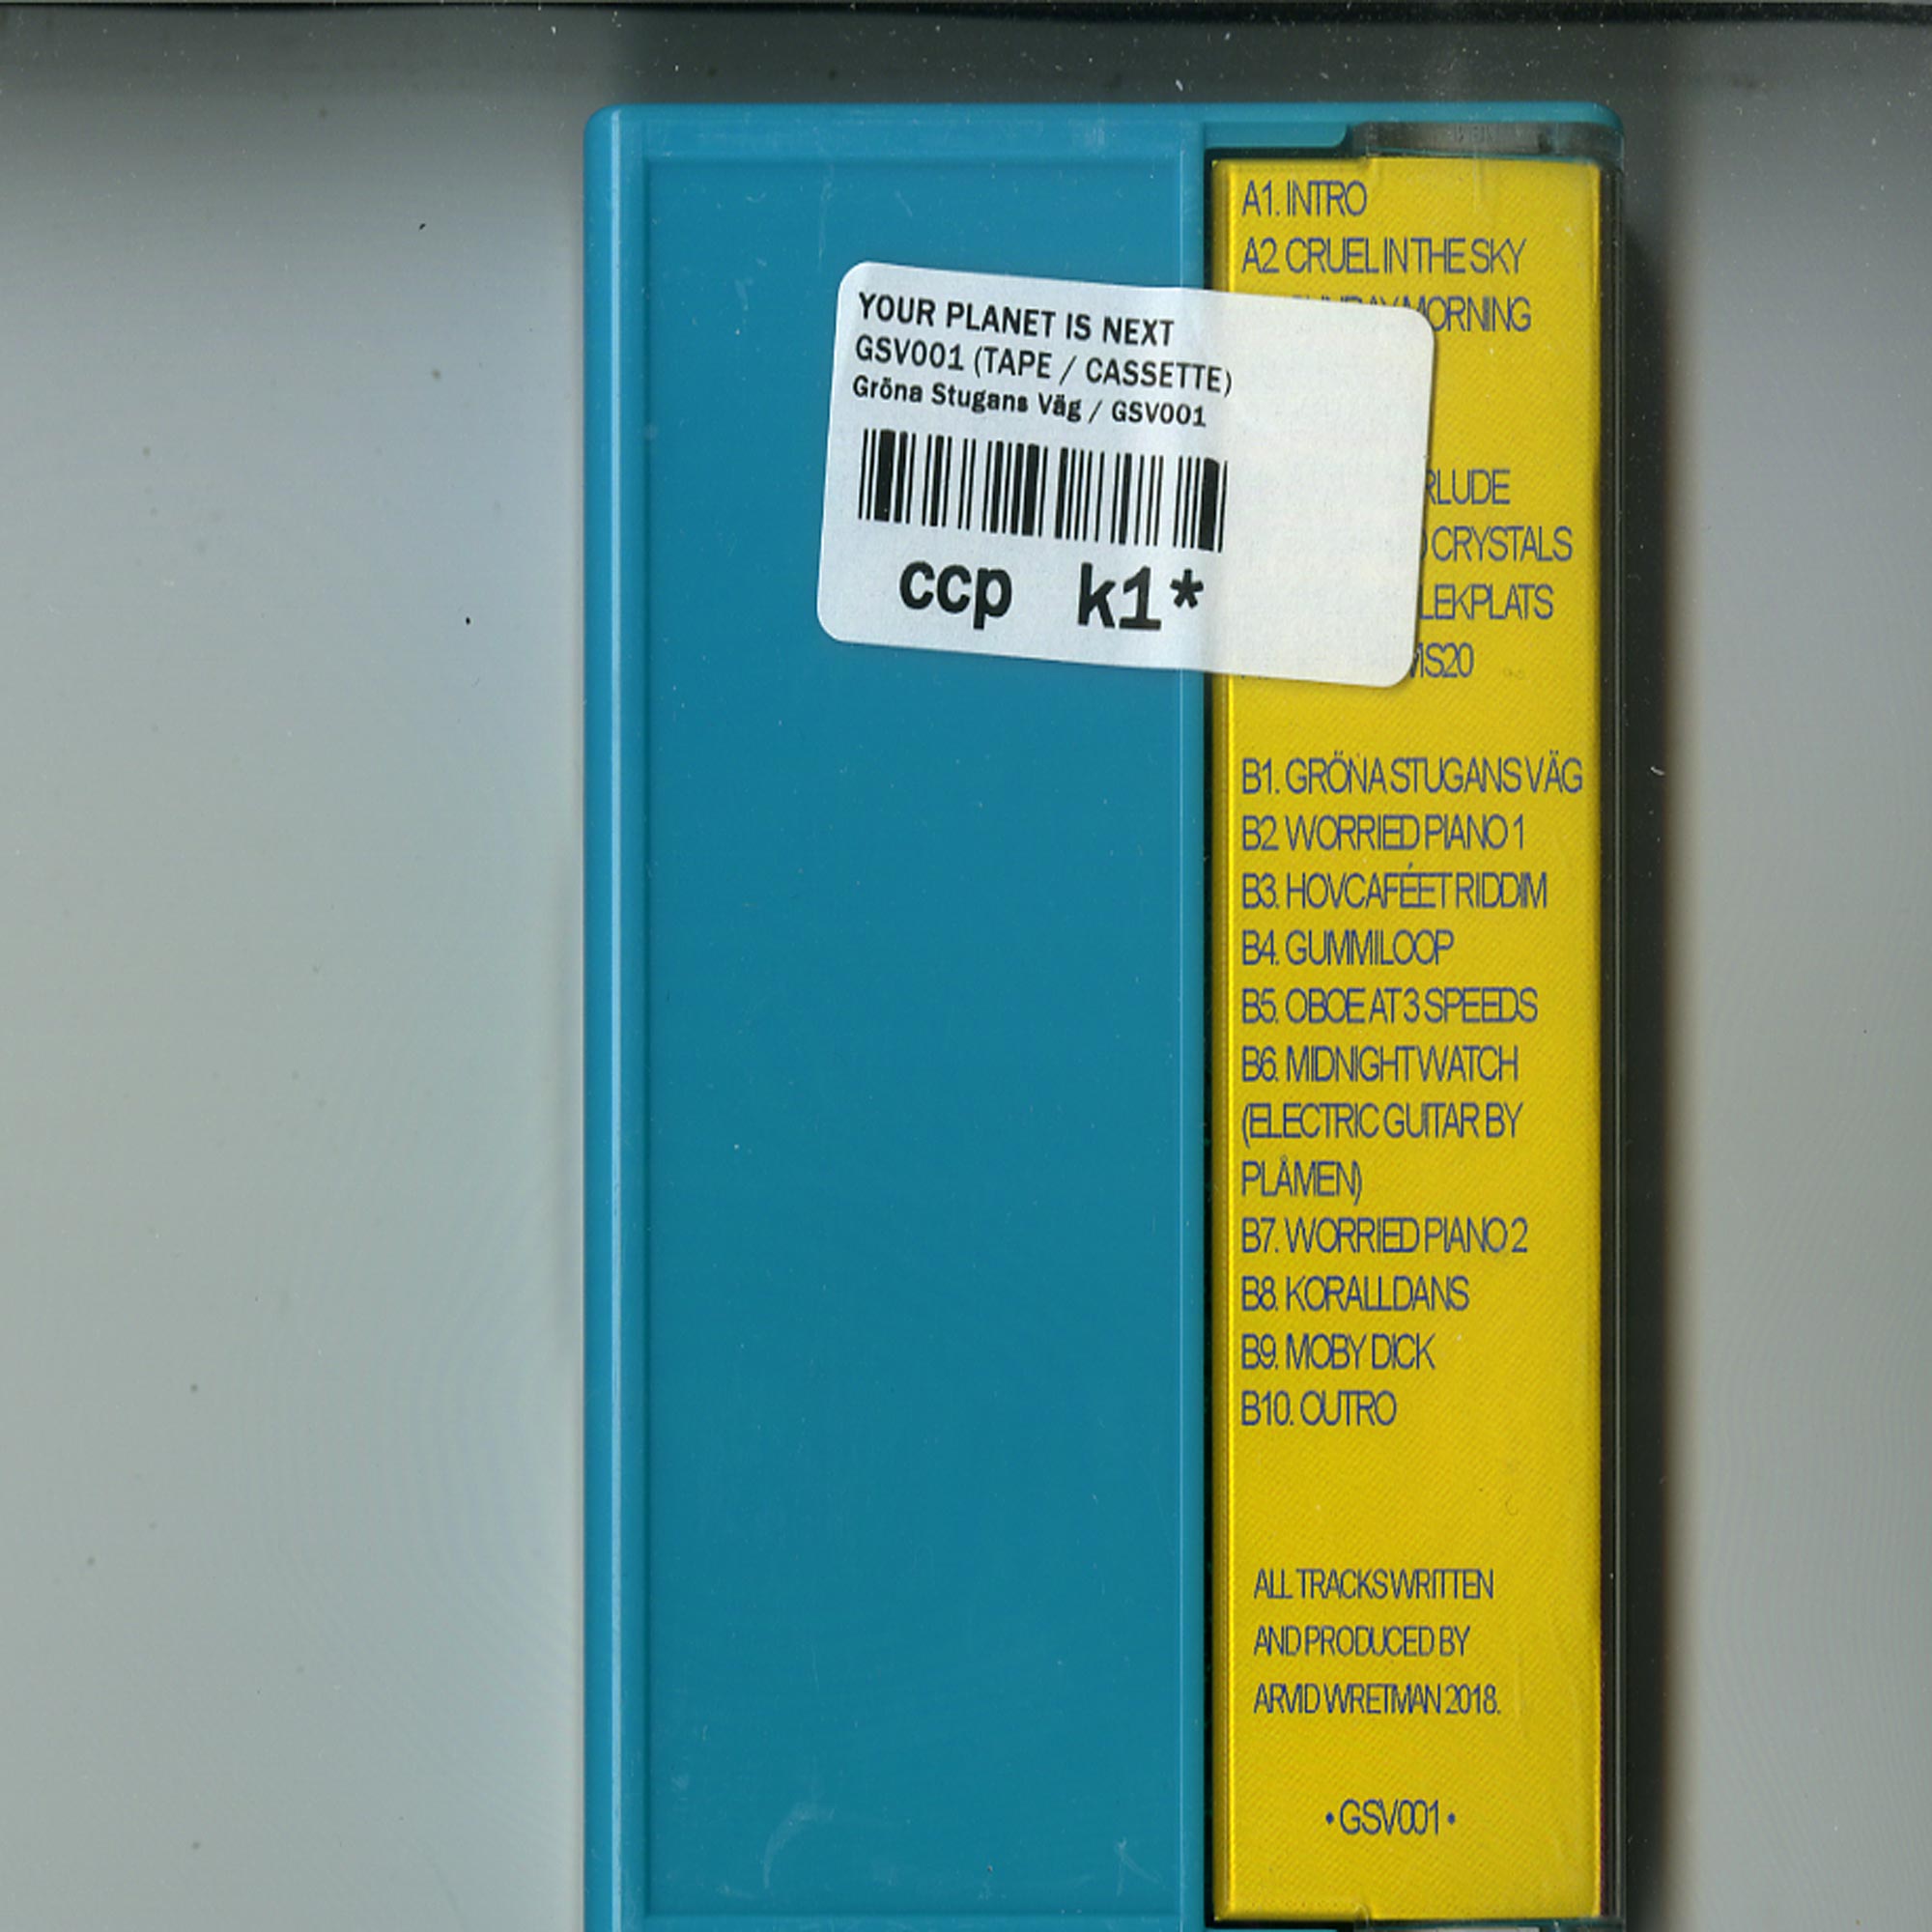 YOUR PLANET IS NEXT
GSV001 (TAPE / CASSETTE)
Gröna Stugans Väg / GSV001
ccp k1*
A1. INTRO
A2 CRUEL IN THE SKY
MORNING
CRYSTALS
LEKPLATS
B1. GRÖNA STUGANS VÄG
B2 WORRIED PIANO 1
B3. HOVCAFÉET RIDDIM
B4. GUMMILOOP
B5. OBOE AT 3 SPEEDS
B6. MIDNIGHT WATCH
(ELECTRIC GUITAR BY
PLÅMEN)
B7. WORRIED PIANO 2
B8. KORALLDANS
B9. MOBY DICK
B10. OUTRO
ALL TRACKS WRITTEN
AND PRODUCED BY
ARVID WRETMAN 2018.
• GSV001 •